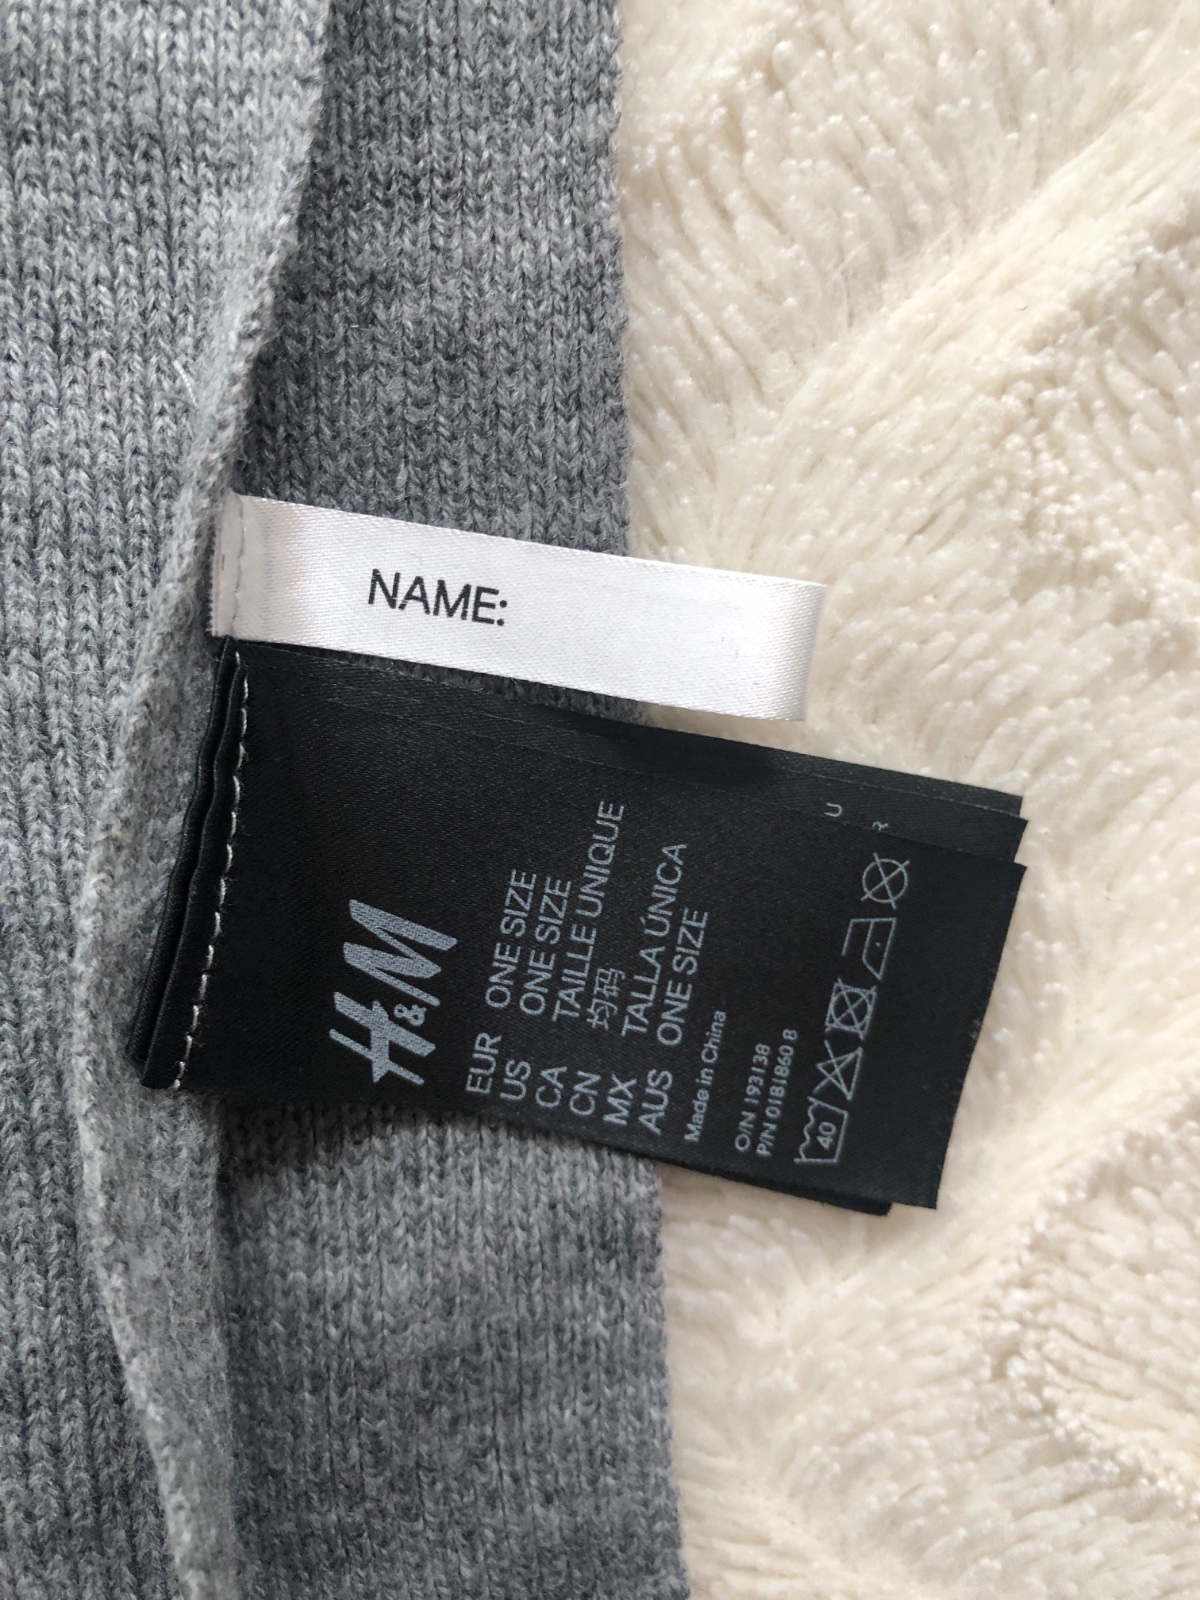 NAME:
H&M
EUR ONE SIZE
US ONE SIZE
CA TAILLE UNIQUE
CN 均码
MX TALLA ÚNICA
AUS ONE SIZE
Made in China
O/N 193138
P/N 0181860 8
40
U
R